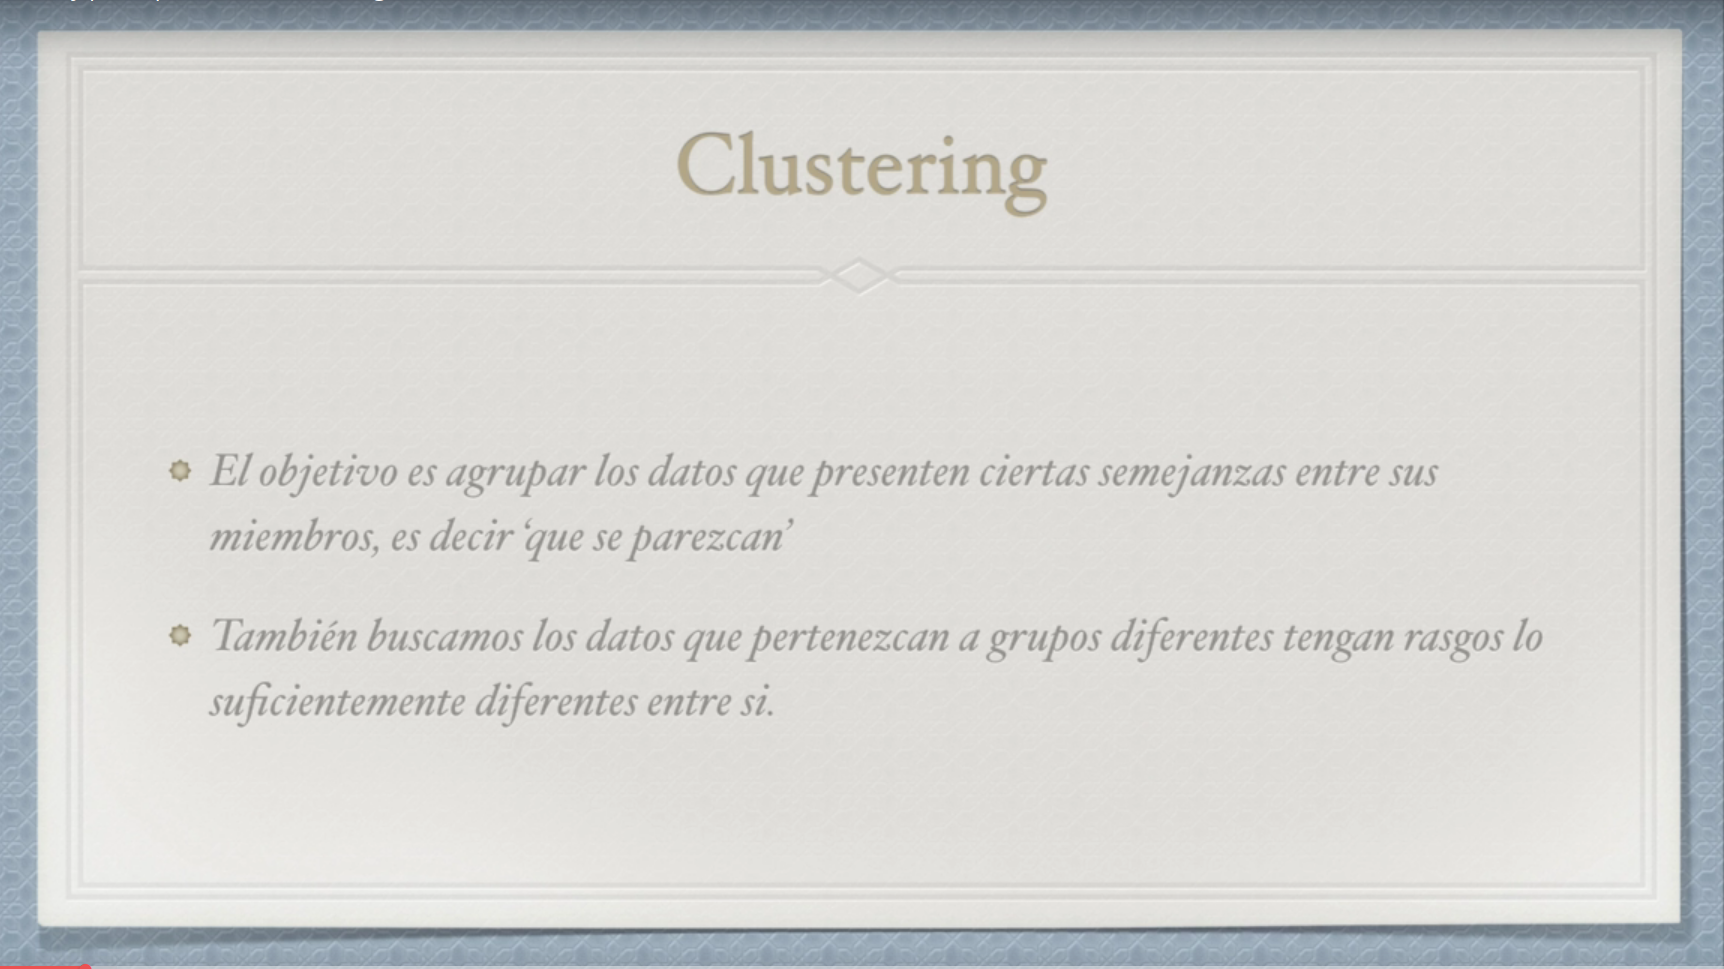 Clustering
El objetivo es agrupar los datos que presenten ciertas semejanzas entre sus
miembros, es decir ‘que se parezcan’
También buscamos los datos que pertenezcan a grupos diferentes tengan rasgos lo
suficientemente diferentes entre si.